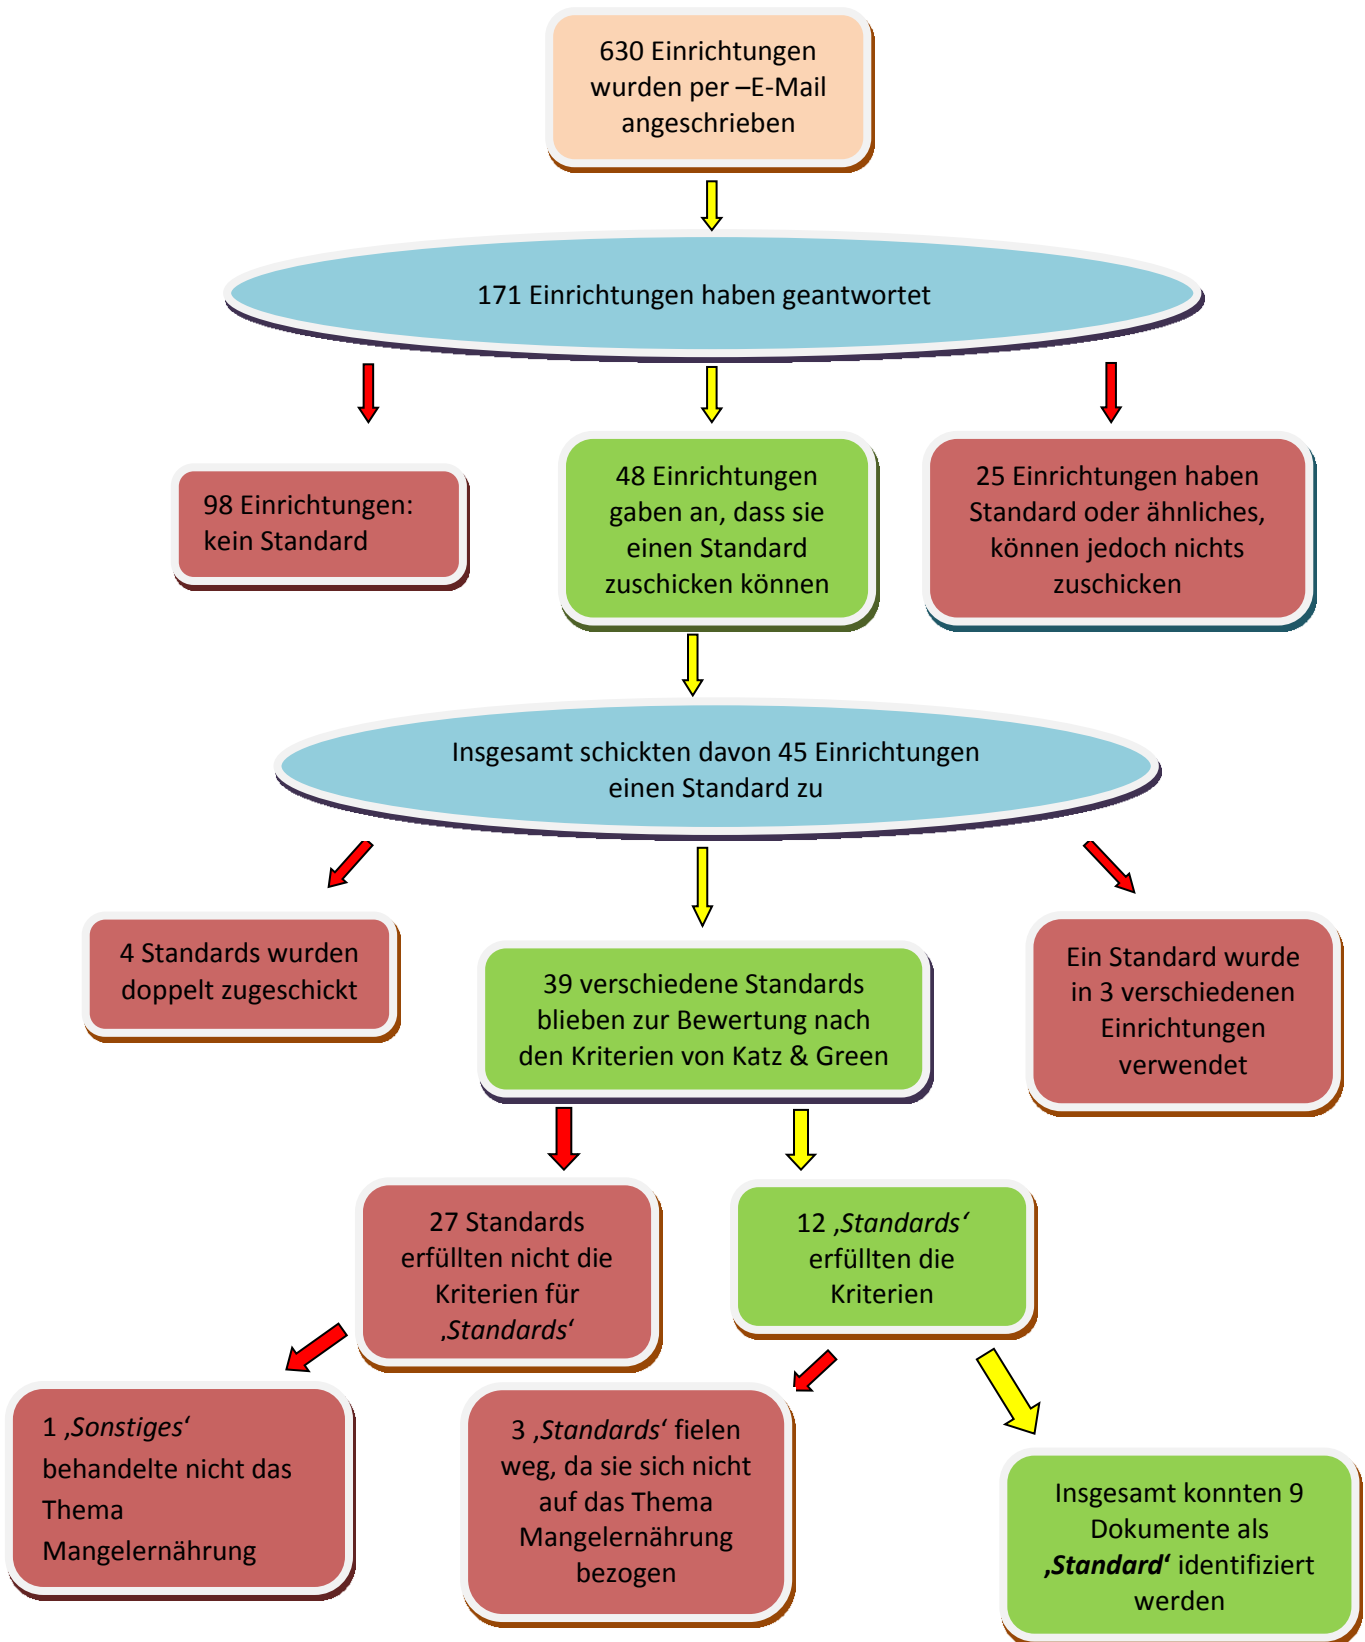 630 Einrichtungen
wurden per –E-Mail
angeschrieben
171 Einrichtungen haben geantwortet
98 Einrichtungen:
kein Standard
48 Einrichtungen
gaben an, dass sie
einen Standard
zuschicken können
25 Einrichtungen haben
Standard oder ähnliches,
können jedoch nichts
zuschicken
Insgesamt schickten davon 45 Einrichtungen
einen Standard zu
4 Standards wurden
doppelt zugeschickt
39 verschiedene Standards
blieben zur Bewertung nach
den Kriterien von Katz & Green
Ein Standard wurde
in 3 verschiedenen
Einrichtungen
verwendet
27 Standards
erfüllten nicht die
Kriterien für
‚Standards‘
12 ‚Standards‘
erfüllten die
Kriterien
1 ‚Sonstiges‘
behandelte nicht das
Thema
Mangelernährung
3 ‚Standards‘ fielen
weg, da sie sich nicht
auf das Thema
Mangelernährung
bezogen
Insgesamt konnten 9
Dokumente als
‚Standard‘ identifiziert
werden